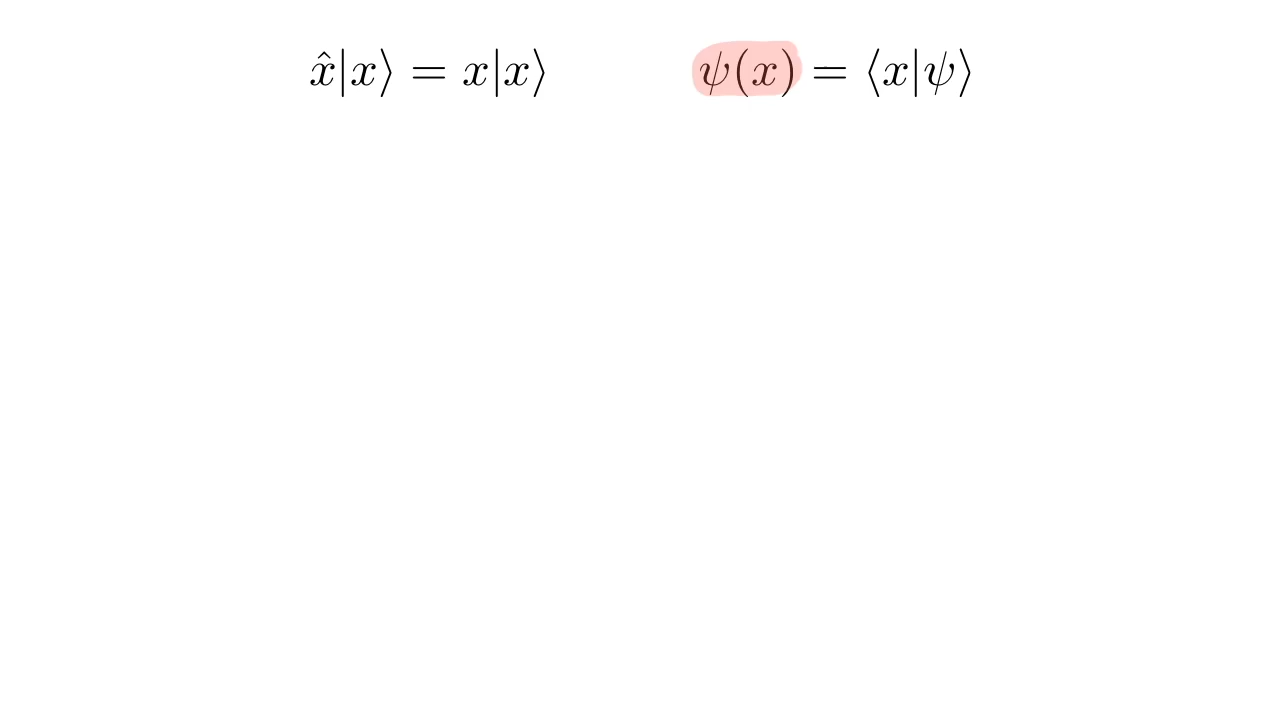 x̂|x⟩ = x|x⟩ ψ(x) = ⟨x|ψ⟩